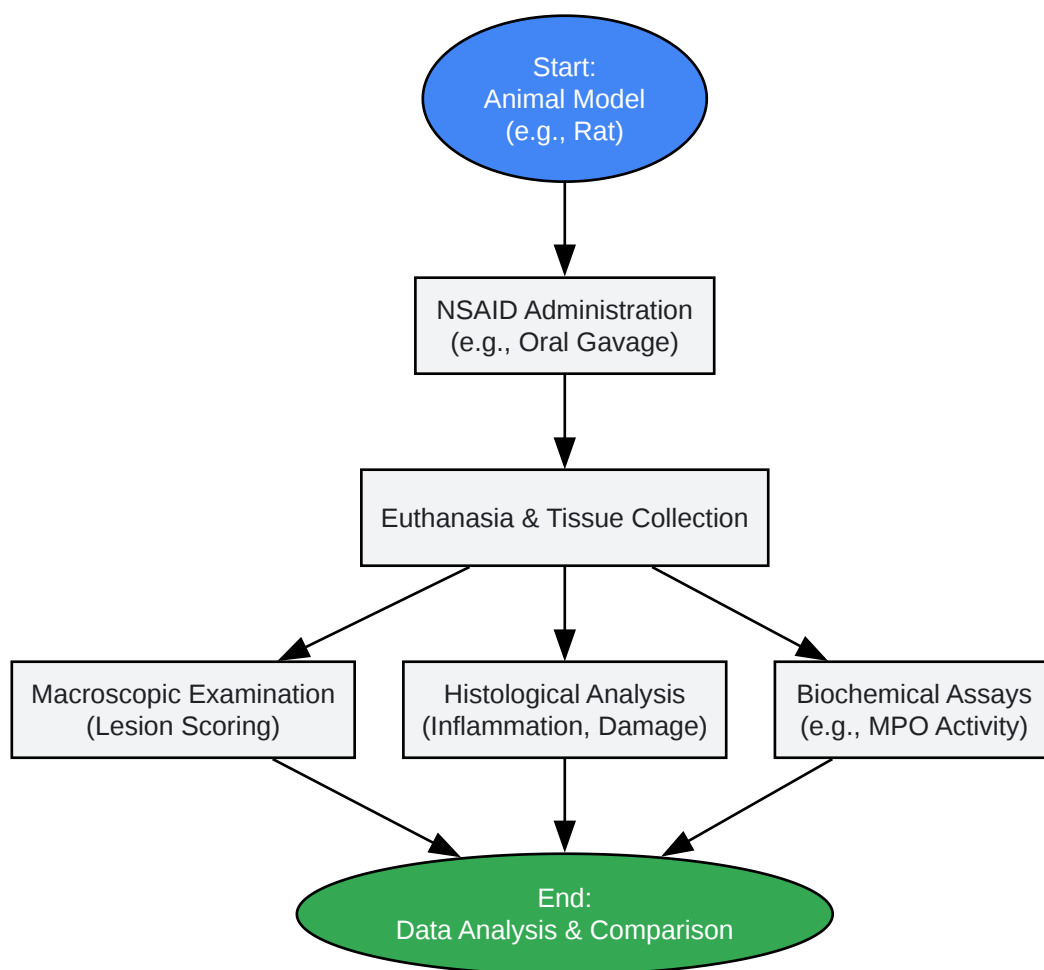 Start:
Animal Model
(e.g., Rat)
NSAID Administration
(e.g., Oral Gavage)
Euthanasia & Tissue Collection
Macroscopic Examination
(Lesion Scoring)
Histological Analysis
(Inflammation, Damage)
Biochemical Assays
(e.g., MPO Activity)
End:
Data Analysis & Comparison